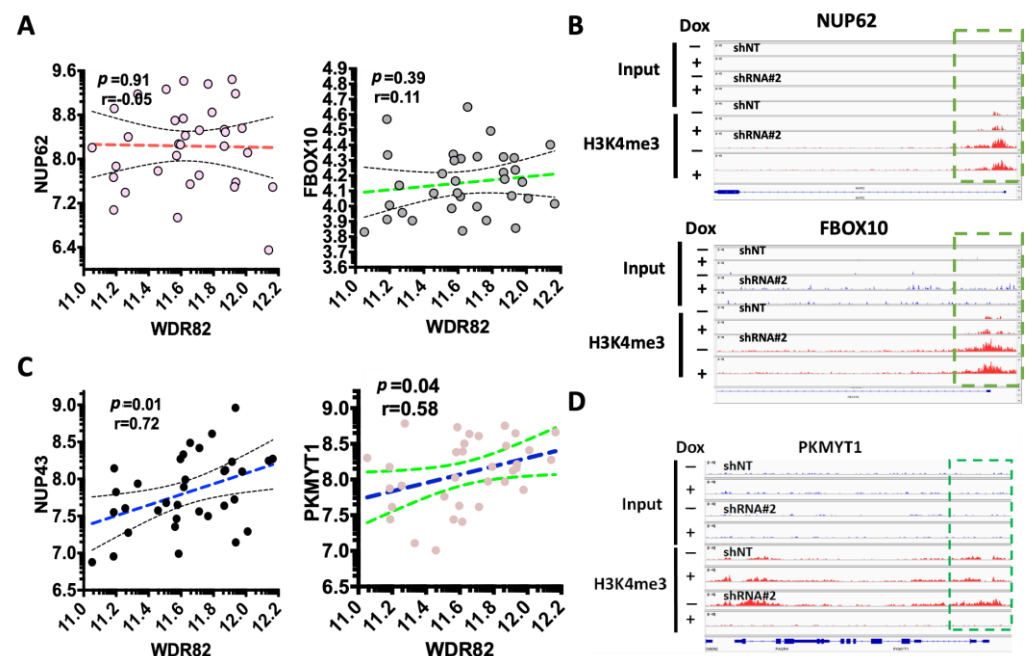 A
p=0.91
r=-0.05
NUP62
9.6
8.8
8.0
7.2
6.4
11.0
11.2
11.4
11.6
11.8
12.0
12.2
WDR82
p=0.39
r=0.11
FBOX10
4.9
4.8
4.7
4.6
4.5
4.4
4.3
4.2
4.1
4.0
3.9
3.8
3.7
3.6
11.0
11.2
11.4
11.6
11.8
12.0
12.2
WDR82
B
Dox
NUP62
Input
H3K4me3
−
+
−
+
−
+
−
+
shNT
shRNA#2
shNT
shRNA#2
Dox
FBOX10
Input
H3K4me3
−
+
−
+
−
+
−
+
shNT
shRNA#2
shNT
shRNA#2
C
p=0.01
r=0.72
NUP43
9.0
8.5
8.0
7.5
7.0
6.5
11.0
11.2
11.4
11.6
11.8
12.0
12.2
WDR82
p=0.04
r=0.58
PKMYT1
9.0
8.5
8.0
7.5
7.0
6.5
11.0
11.2
11.4
11.6
11.8
12.0
12.2
WDR82
D
Dox
PKMYT1
Input
H3K4me3
−
+
−
+
−
+
−
+
shNT
shRNA#2
shNT
shRNA#2
PKMYT1